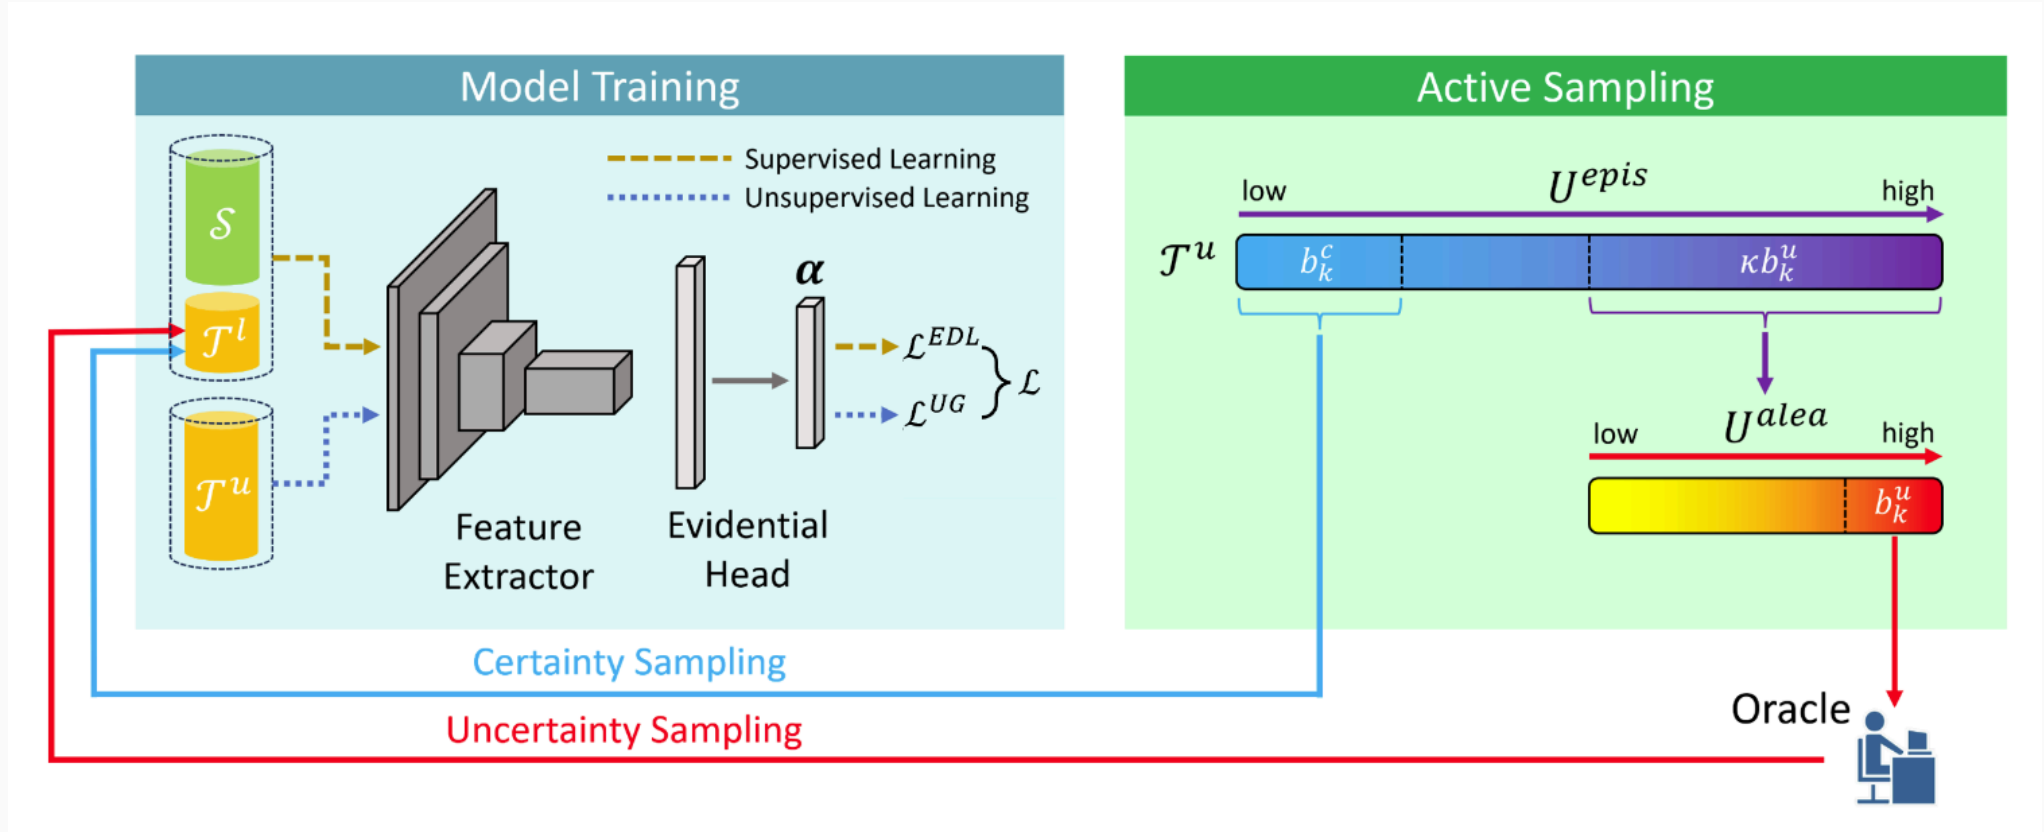 Model Training
Active Sampling
Supervised Learning
Unsupervised Learning
𝒮
𝒯^l
𝒯^u
α
ℒ^{EDL}
ℒ^{UG}
ℒ
Feature
Extractor
Evidential
Head
low U^{epis} high
𝒯^u
b_k^c
κb_k^u
U^{alea}
low high
b_k^u
Certainty Sampling
Uncertainty Sampling
Oracle